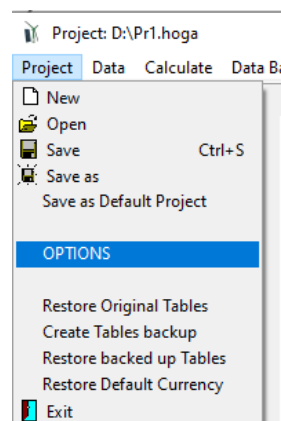 Project: D:\Pr1.hoga
Project Data Calculate Data Ba
New
Open
Save Ctrl+S
Save as
Save as Default Project
OPTIONS
Restore Original Tables
Create Tables backup
Restore backed up Tables
Restore Default Currency
Exit